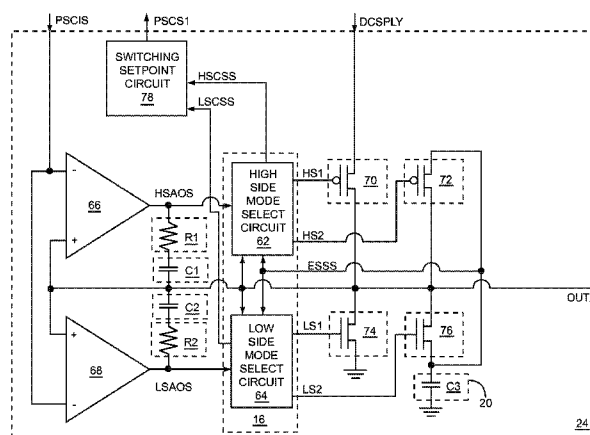 PSCIS
PSCS1
DCSPLY
SWITCHING
SETPOINT
CIRCUIT
78
HSCSS
LSCSS
-
66
+
HSAOS
R1
C1
C2
R2
HIGH
SIDE
MODE
SELECT
CIRCUIT
62
HS1
HS2
70
72
ESSS
OUT
+
68
-
LSAOS
LOW
SIDE
MODE
SELECT
CIRCUIT
64
16
LS1
LS2
74
76
C3
20
24